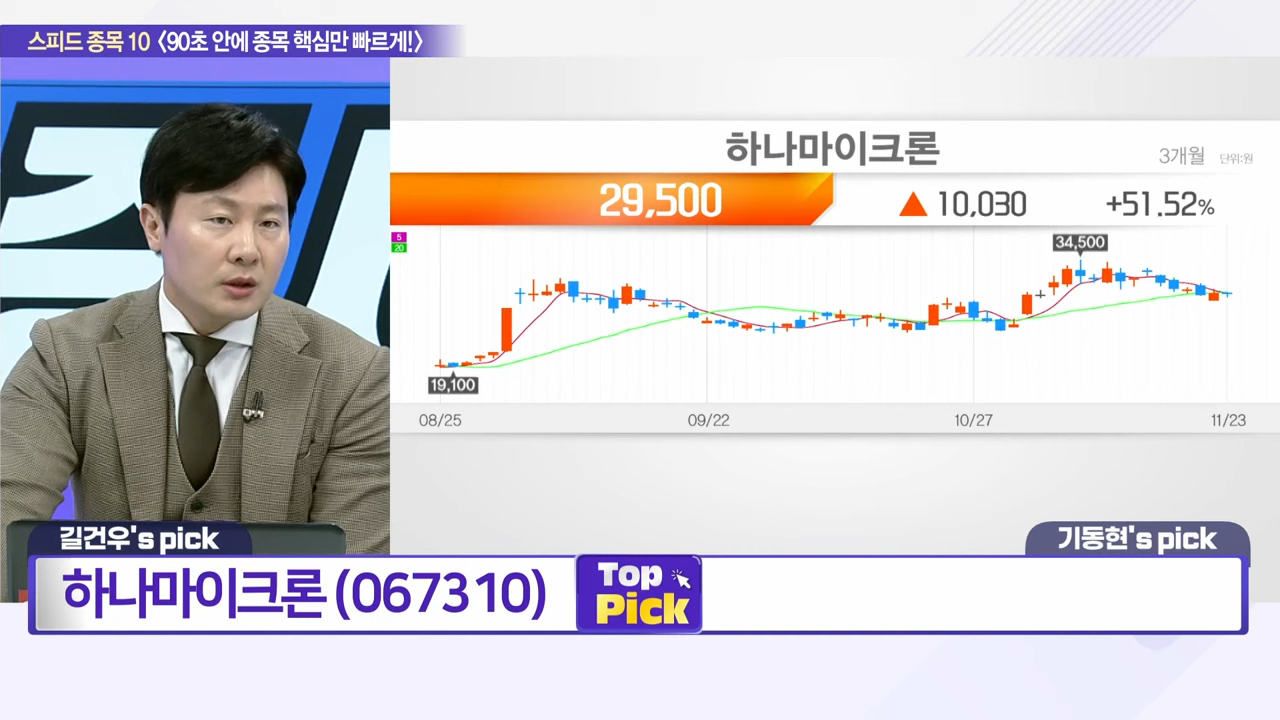 스피드 종목 10 〈90초 안에 종목 핵심만 빠르게!〉
하나마이크론
3개월 단위:원
29,500 ▲ 10,030 +51.52%
5
20
34,500
19,100
08/25 09/22 10/27 11/23
길건우's pick
기동현's pick
하나마이크론 (067310)
Top
Pick